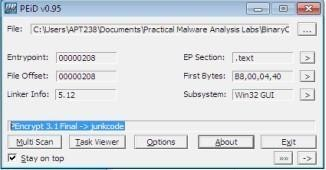 PEiD v0.95
File: C:\Users\APT238\Documents\Practical Malware Analysis Labs\BinaryC ...
Entrypoint: 00000208 EP Section: .text >
File Offset: 00000208 First Bytes: B8,00,04,40 >
Linker Info: 5.12 Subsystem: Win32 GUI >
PEncrypt 3.1 Final -> junkcode
Multi Scan Task Viewer Options About Exit
Stay on top »» ->